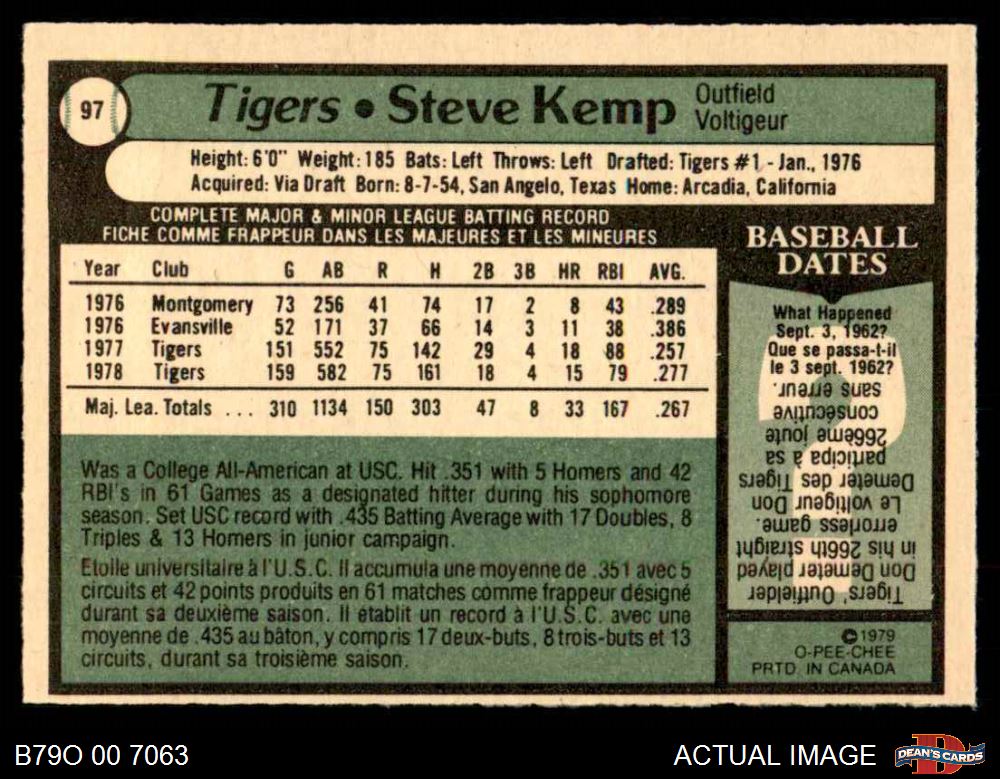 97
Tigers • Steve Kemp
Outfield
Voltigeur
Height: 6'0" Weight: 185 Bats: Left Throws: Left Drafted: Tigers #1 - Jan., 1976
Acquired: Via Draft Born: 8-7-54, San Angelo, Texas Home: Arcadia, California
COMPLETE MAJOR & MINOR LEAGUE BATTING RECORD
FICHE COMME FRAPPEUR DANS LES MAJEURES ET LES MINEURES
Year Club G AB R H 2B 3B HR RBI AVG.
1976 Montgomery 73 256 41 74 17 2 8 43 .289
1976 Evansville 52 171 37 66 14 3 11 38 .386
1977 Tigers 151 552 75 142 29 4 18 88 .257
1978 Tigers 159 582 75 161 18 4 15 79 .277
Maj. Lea. Totals ... 310 1134 150 303 47 8 33 167 .267
Was a College All-American at USC. Hit .351 with 5 Homers and 42
RBI's in 61 Games as a designated hitter during his sophomore
season. Set USC record with .435 Batting Average with 17 Doubles, 8
Triples & 13 Homers in junior campaign.
Etoile universitaire à l'U.S.C. Il accumula une moyenne de .351 avec 5
circuits et 42 points produits en 61 matches comme frappeur désigné
durant sa deuxième saison. Il établit un record à l'U.S.C. avec une
moyenne de .435 au bâton, y compris 17 deux-buts, 8 trois-buts et 13
circuits, durant sa troisième saison.
BASEBALL
DATES
What Happened
Sept. 3, 1962?
Que se passa-t-il
le 3 sept. 1962?
Tigers' Outfielder
Don Demeter played
in his 266th straight
errorless game.
Le voltigeur Don
Demeter des Tigers
participa à sa
266ème joute
consécutive
sans erreur.
©1979
O-PEE-CHEE
PRTD. IN CANADA
B79O 00 7063
ACTUAL IMAGE
DEAN'S CARDS